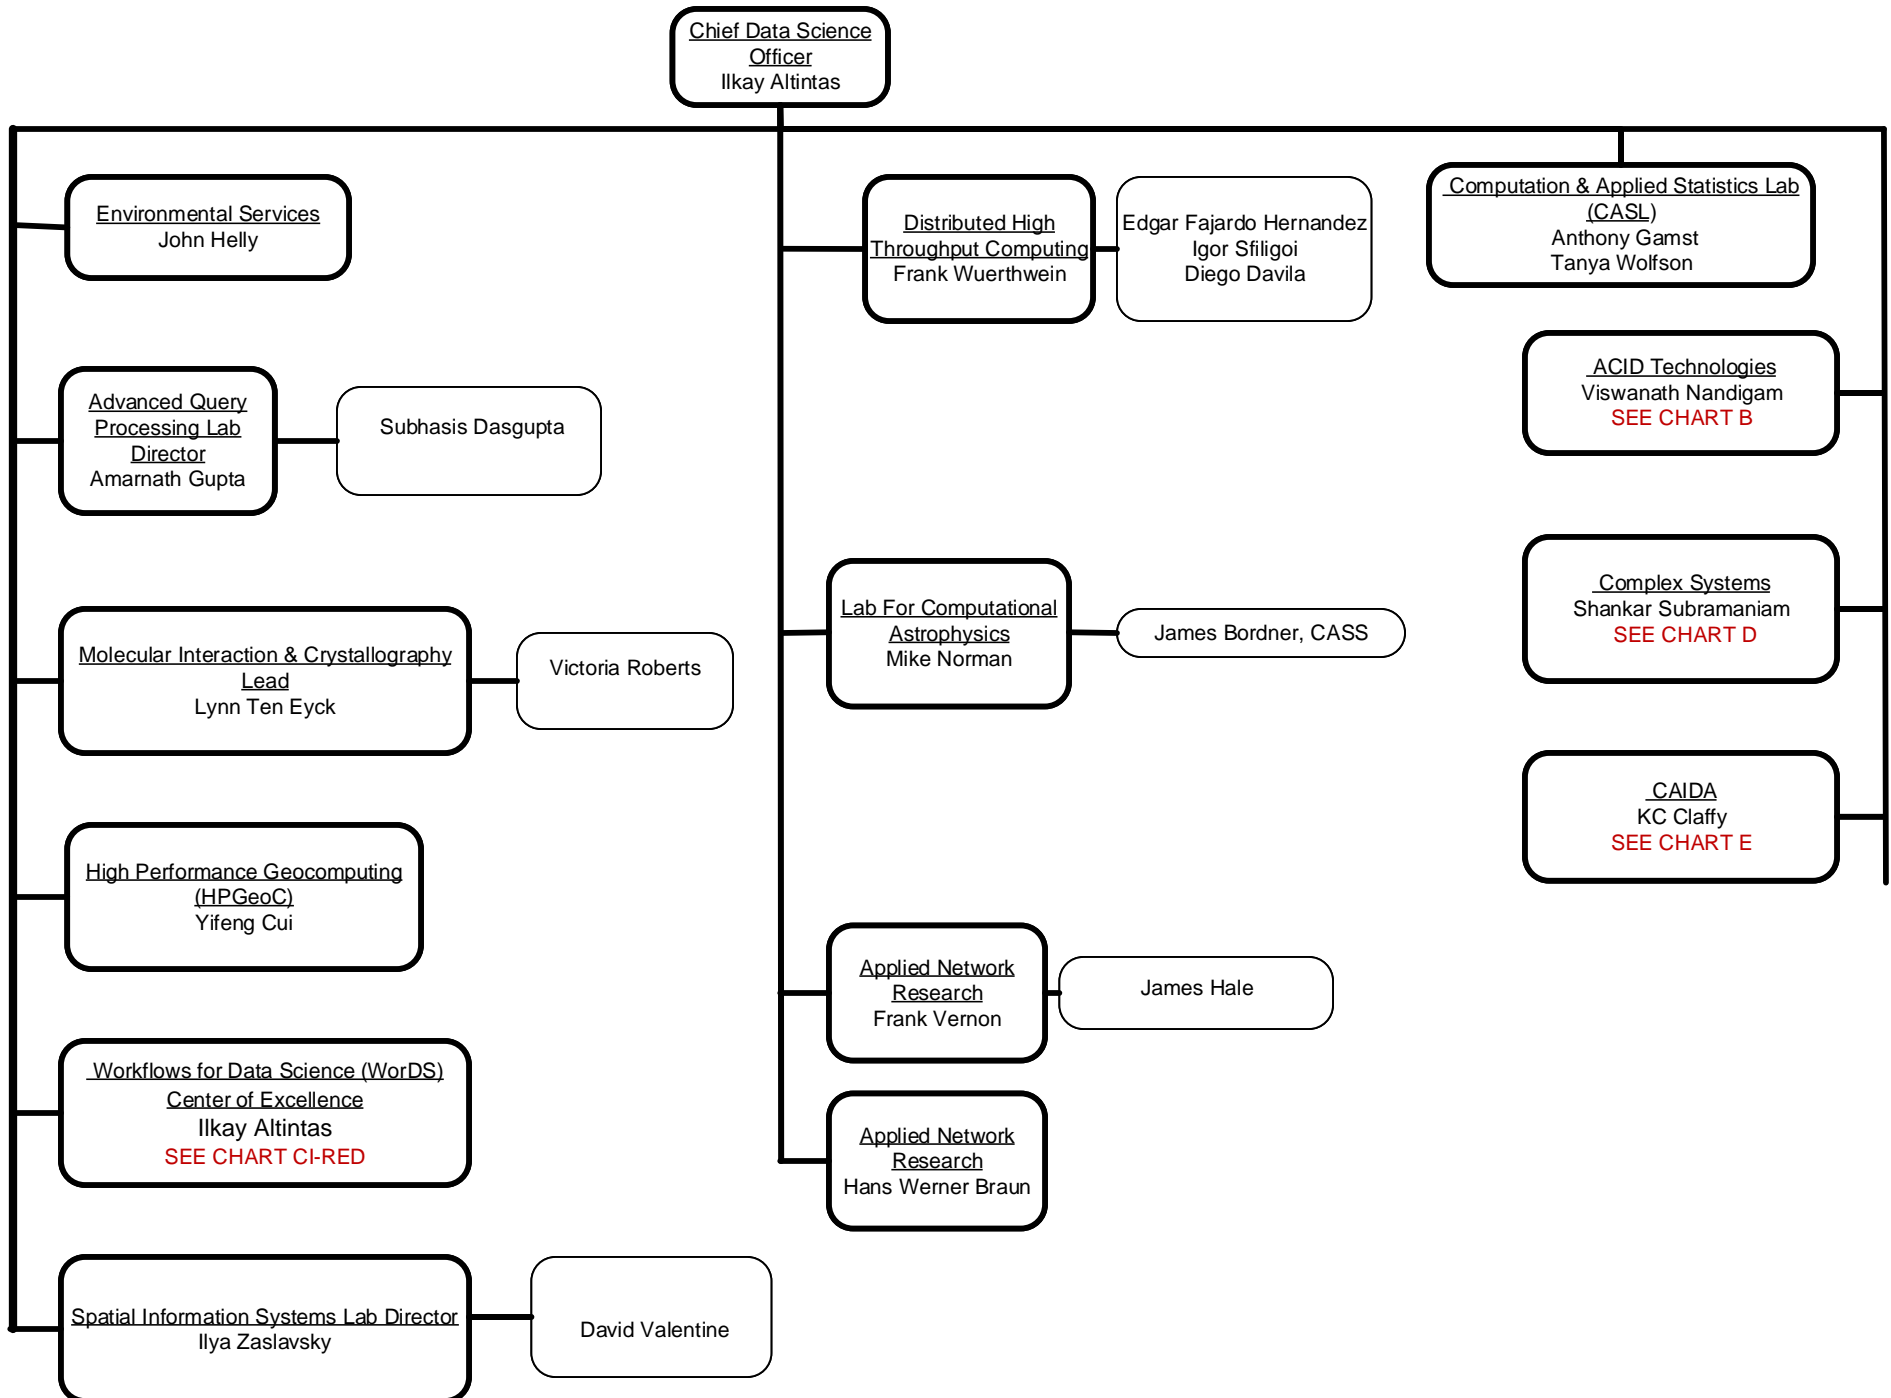 Chief Data Science
Officer
Ilkay Altintas
Environmental Services
John Helly
Advanced Query
Processing Lab
Director
Amarnath Gupta
Subhasis Dasgupta
Molecular Interaction & Crystallography
Lead
Lynn Ten Eyck
Victoria Roberts
High Performance Geocomputing
(HPGeoC)
Yifeng Cui
Workflows for Data Science (WorDS)
Center of Excellence
Ilkay Altintas
SEE CHART CI-RED
Spatial Information Systems Lab Director
Ilya Zaslavsky
David Valentine
Distributed High
Throughput Computing
Frank Wuerthwein
Edgar Fajardo Hernandez
Igor Sfiligoi
Diego Davila
Lab For Computational
Astrophysics
Mike Norman
James Bordner, CASS
Applied Network
Research
Frank Vernon
James Hale
Applied Network
Research
Hans Werner Braun
Computation & Applied Statistics Lab
(CASL)
Anthony Gamst
Tanya Wolfson
ACID Technologies
Viswanath Nandigam
SEE CHART B
Complex Systems
Shankar Subramaniam
SEE CHART D
CAIDA
KC Claffy
SEE CHART E